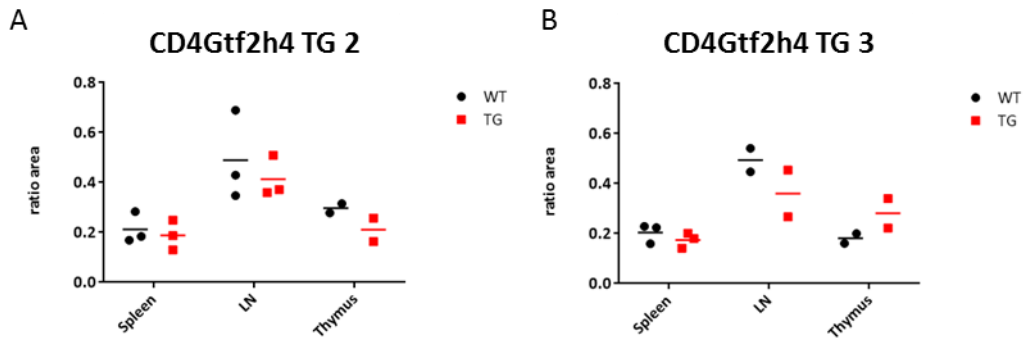 A
CD4Gtf2h4 TG 2
0.8
0.6
0.4
0.2
0.0
ratio area
Spleen
LN
Thymus
WT
TG
B
CD4Gtf2h4 TG 3
0.8
0.6
0.4
0.2
0.0
ratio area
Spleen
LN
Thymus
WT
TG